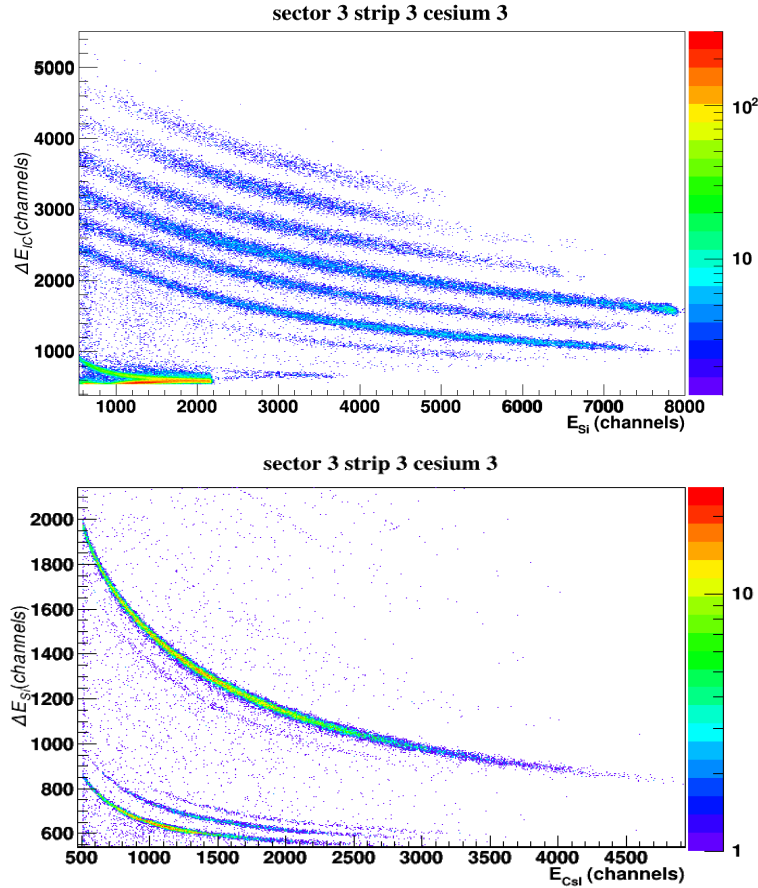 sector 3 strip 3 cesium 3
5000
4000
3000
2000
1000
ΔE_IC(channels)
1000 2000 3000 4000 5000 6000 7000 8000
E_Si (channels)
10^2
10
sector 3 strip 3 cesium 3
2000
1800
1600
1400
1200
1000
800
600
ΔE_Si(channels)
500 1000 1500 2000 2500 3000 3500 4000 4500
E_CsI (channels)
10
1